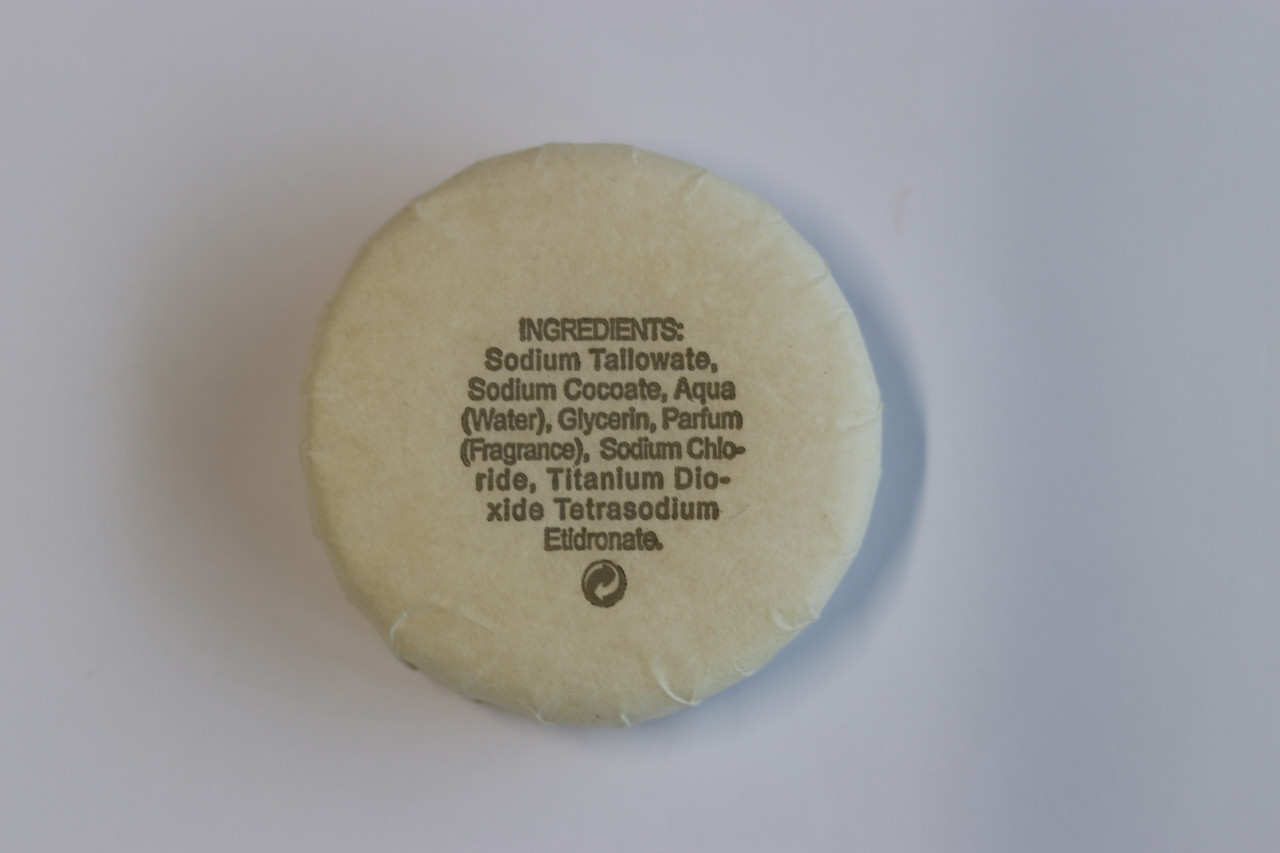 INGREDIENTS:
Sodium Tallowate,
Sodium Cocoate, Aqua
(Water), Glycerin, Parfum
(Fragrance), Sodium Chlo-
ride, Titanium Dio-
xide Tetrasodium
Etidronate.